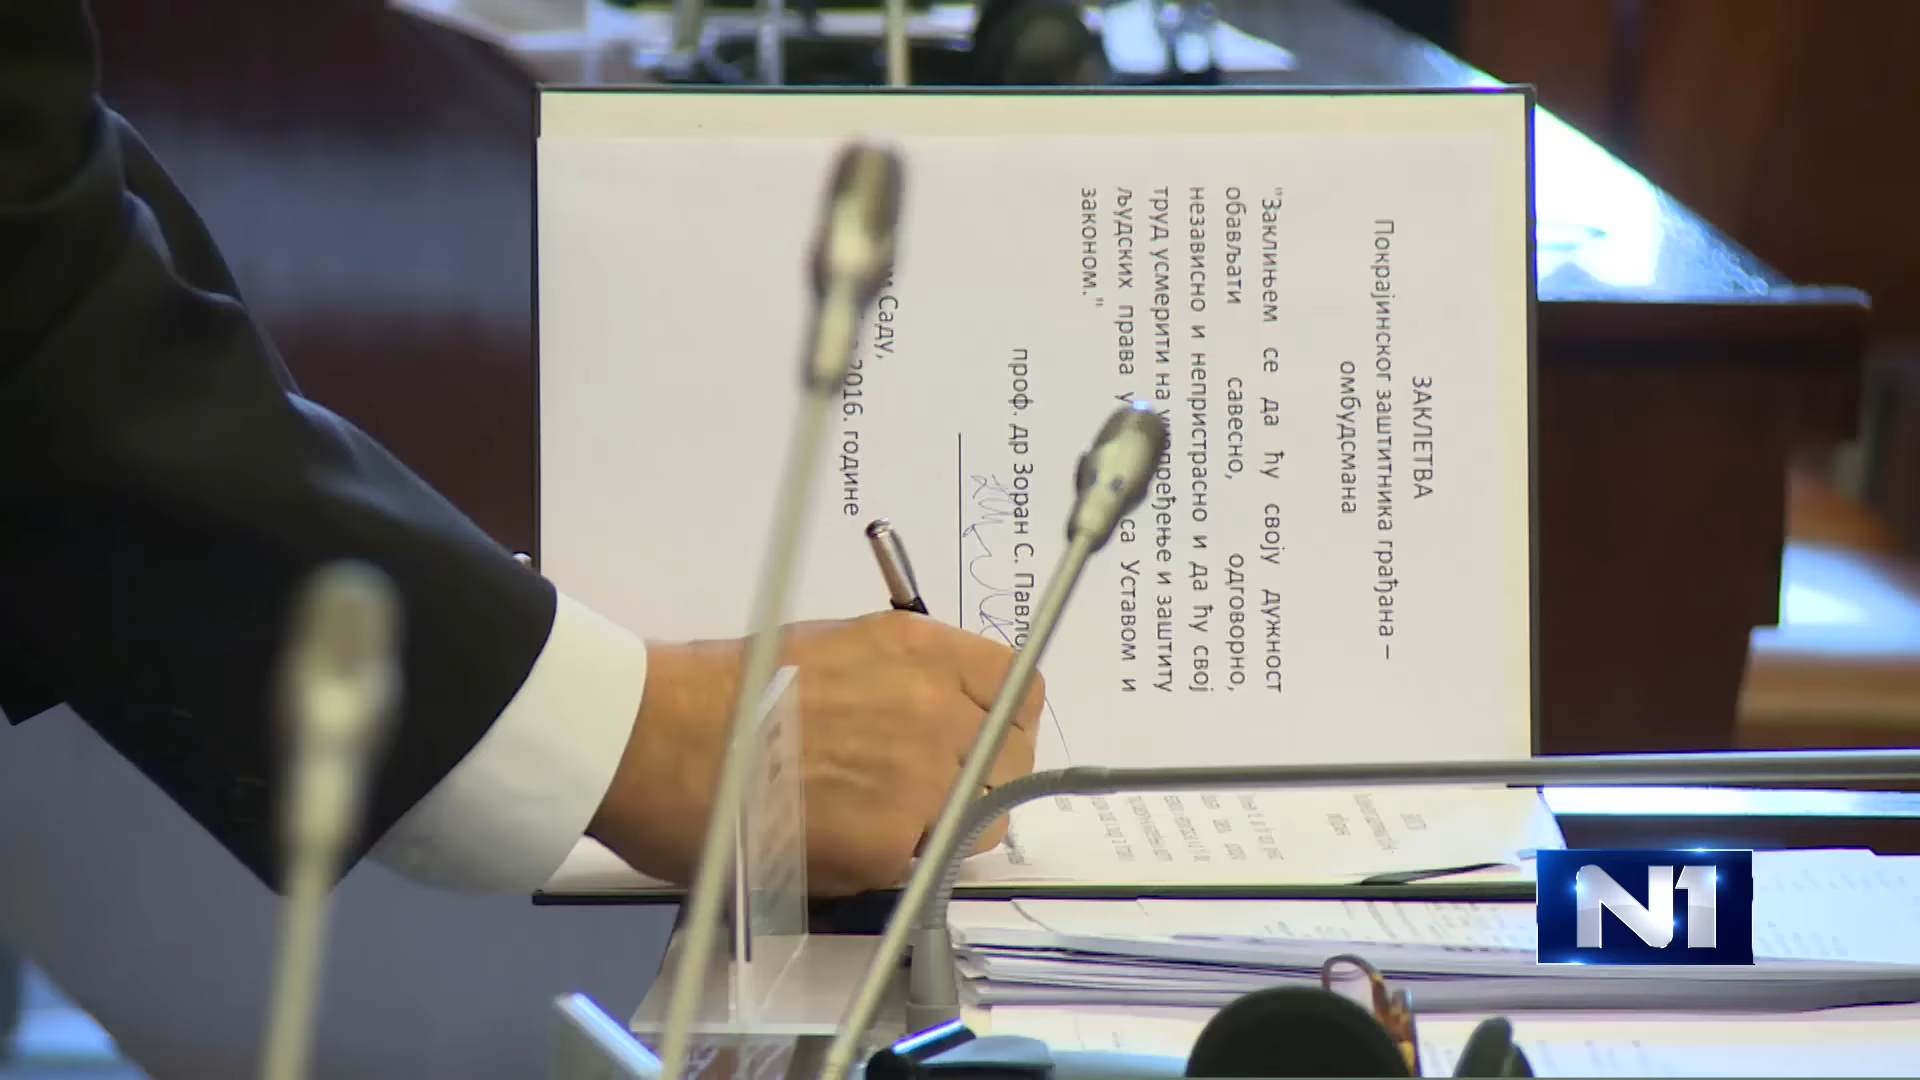 ЗАКЛЕТВА
Покрајинског заштитника грађана –
омбудсмана
"Заклињем се да ћу своју дужност
обављати савесно, одговорно,
независно и непристрасно и да ћу свој
труд усмерити на унапређење и заштиту
људских права у са Уставом и
законом."
проф. др Зоран С.
Саду,
2016. године
N1